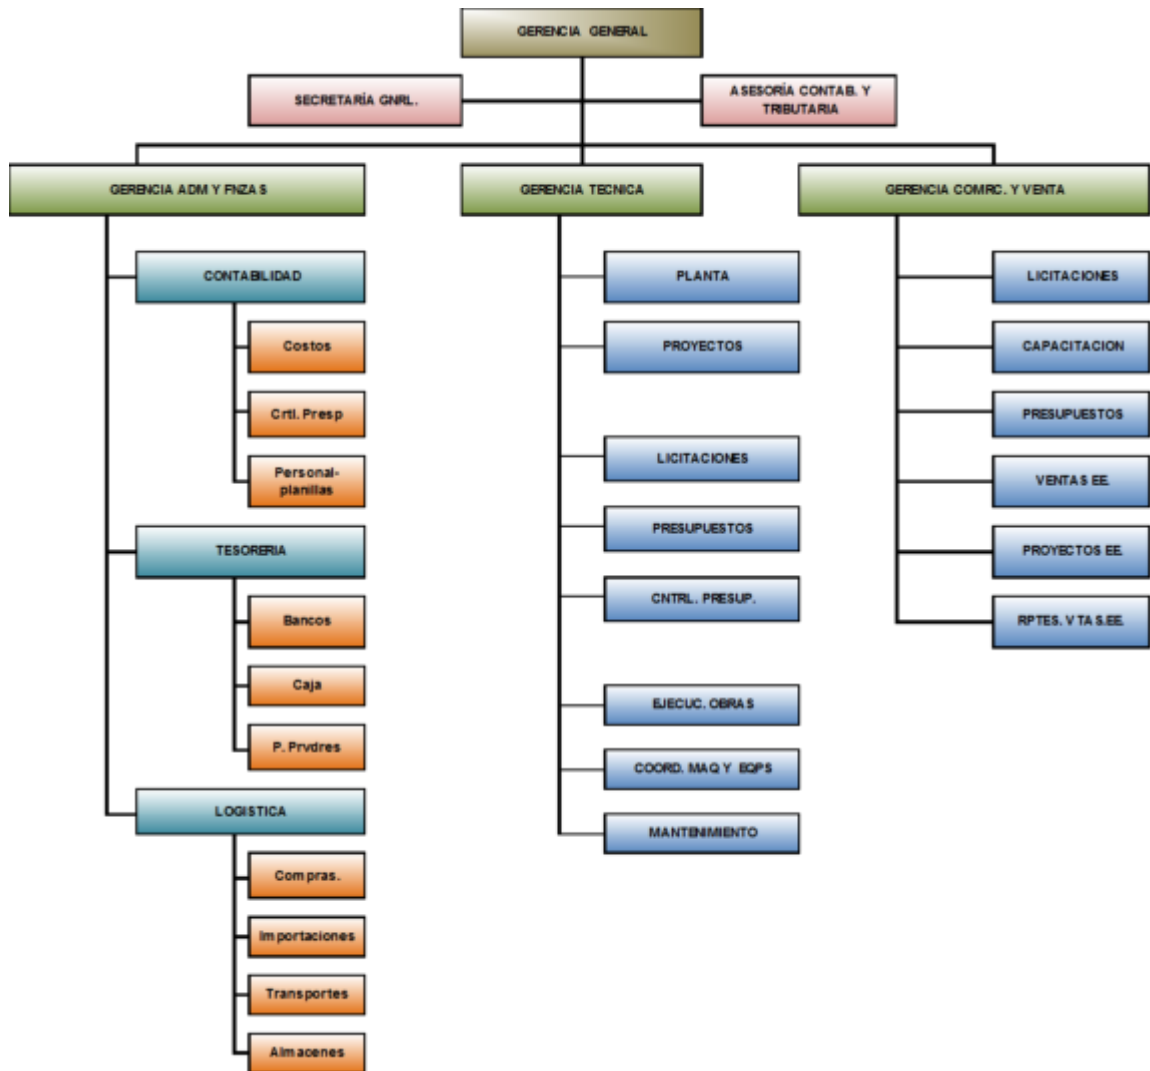 GERENCIA GENERAL
SECRETARÍA GNRL.
ASESORÍA CONTAB. Y
TRIBUTARIA
GERENCIA ADM Y FNZAS
GERENCIA TECNICA
GERENCIA COMRC. Y VENTA
CONTABILIDAD
Costos
Crtl. Presp
Personal-
planillas
TESORERIA
Bancos
Caja
P. Prvdres
LOGISTICA
Compras.
Importaciones
Transportes
Almacenes
PLANTA
PROYECTOS
LICITACIONES
PRESUPUESTOS
CNTRL. PRESUP.
EJECUC. OBRAS
COORD. MAQ Y EQPS
MANTENIMIENTO
LICITACIONES
CAPACITACION
PRESUPUESTOS
VENTAS EE.
PROYECTOS EE.
RPTES. VTAS.EE.